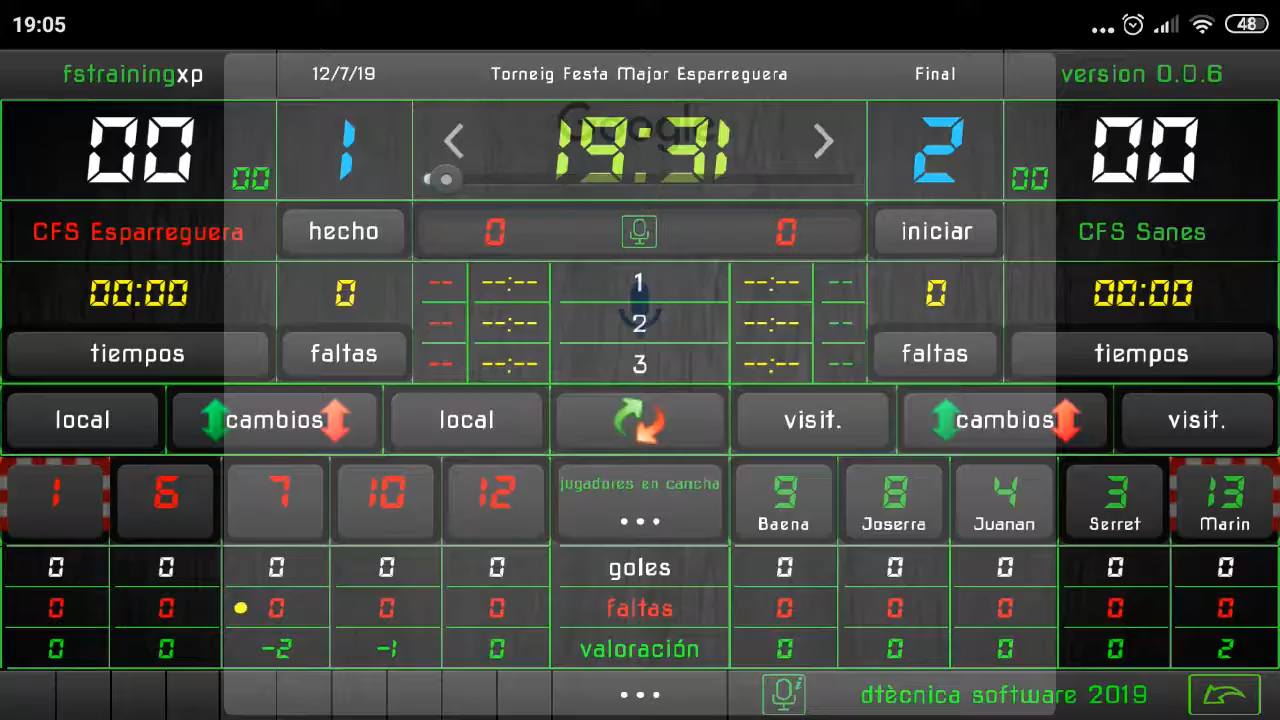 19:05 48
fstrainingxp 12/7/19 Torneig Festa Major Esparreguera Final version 0.0.6
Google
00 00 1 19:41 2 00 00
CFS Esparreguera hecho 0 0 iniciar CFS Sanes
00:00 0 -- --:-- 1 --:-- -- 0 00:00
-- --:-- 2 --:-- --
tiempos faltas -- --:-- 3 --:-- -- faltas tiempos
local cambios local visit. cambios visit.
1 6 7 10 12 jugadores en cancha 9 8 4 3 13
... Baena Joserra Juanan Serret Marin
0 0 0 0 0 goles 0 0 0 0 0
0 0 0 0 0 faltas 0 0 0 0 0
0 0 -2 -1 0 valoración 0 0 0 0 2
... i dtècnica software 2019